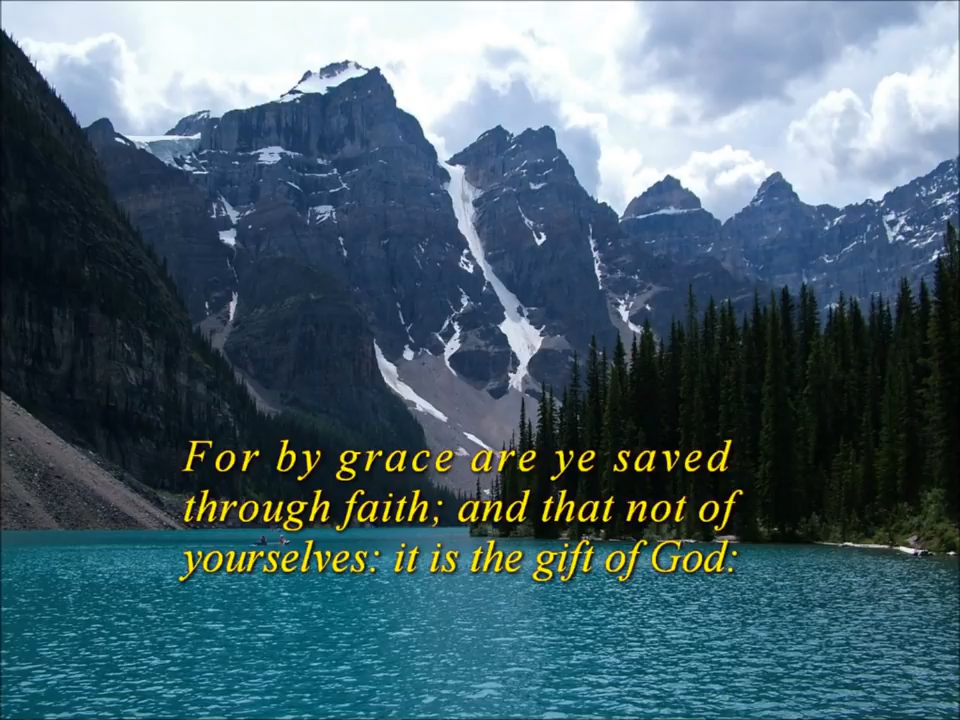 For by grace are ye saved
through faith; and that not of
yourselves: it is the gift of God: